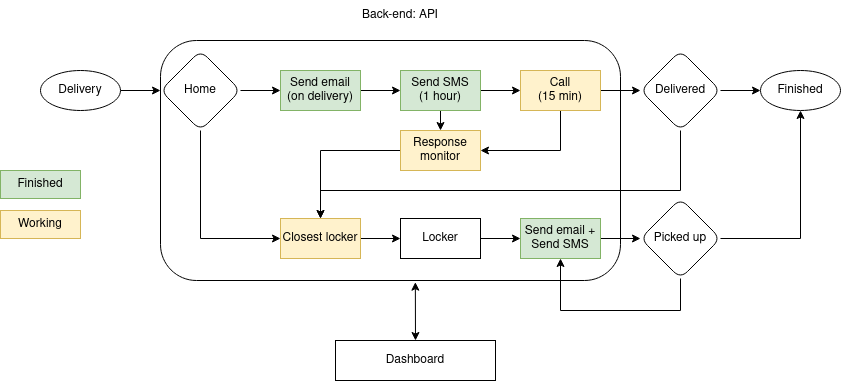 Back-end: API
Delivery
Home
Send email
(on delivery)
Send SMS
(1 hour)
Call
(15 min)
Delivered
Finished
Response
monitor
Finished
Working
Closest locker
Locker
Send email +
Send SMS
Picked up
Dashboard